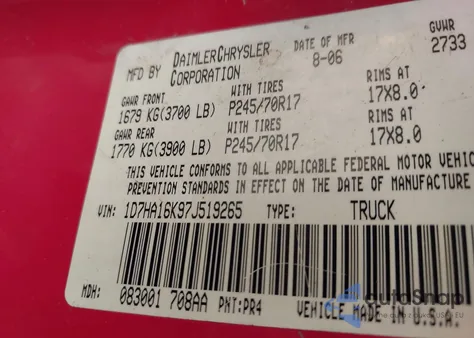 MFD BY DAIMLERCHRYSLER CORPORATION
DATE OF MFR 8-06
GVWR 2733
GAWR FRONT WITH TIRES RIMS AT
1679 KG(3700 LB) P245/70R17 17X8.0
GAWR REAR WITH TIRES RIMS AT
1770 KG(3900 LB) P245/70R17 17X8.0
THIS VEHICLE CONFORMS TO ALL APPLICABLE FEDERAL MOTOR VEHIC
PREVENTION STANDARDS IN EFFECT ON THE DATE OF MANUFACTURE
VIN: 1D7HA16K97J519265 TYPE: TRUCK
MDH: 083001 708AA PNT:PR4 VEHICLE MADE IN U.S.A
autoSnap